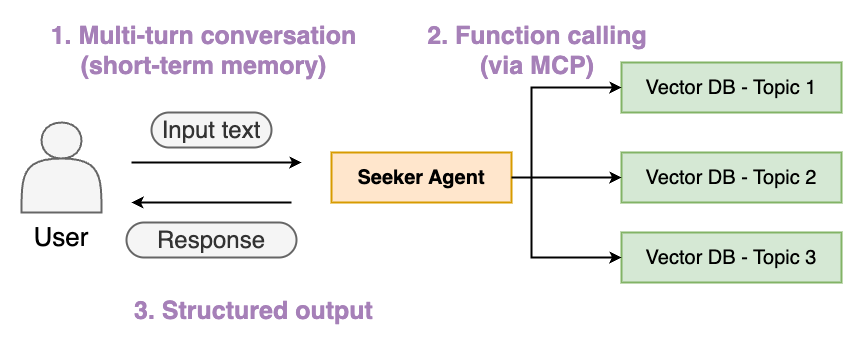 1. Multi-turn conversation
(short-term memory)
2. Function calling
(via MCP)
Input text
Response
User
3. Structured output
Seeker Agent
Vector DB - Topic 1
Vector DB - Topic 2
Vector DB - Topic 3